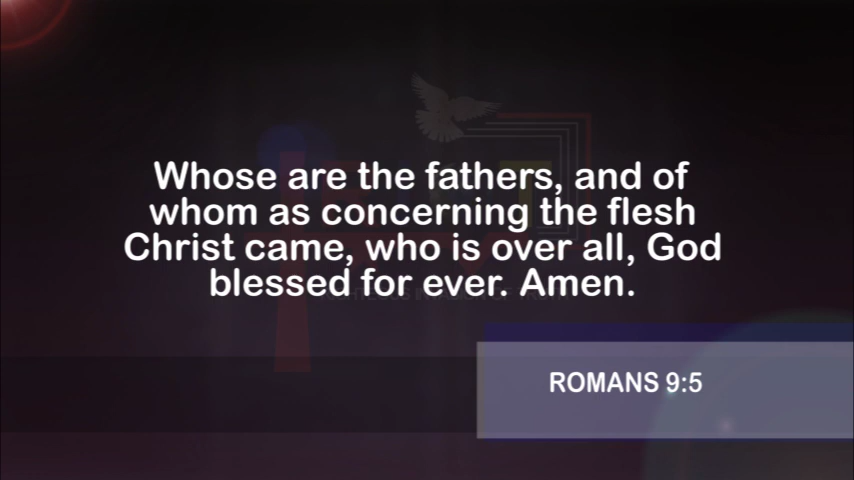 Whose are the fathers, and of
whom as concerning the flesh
Christ came, who is over all, God
blessed for ever. Amen.
ROMANS 9:5